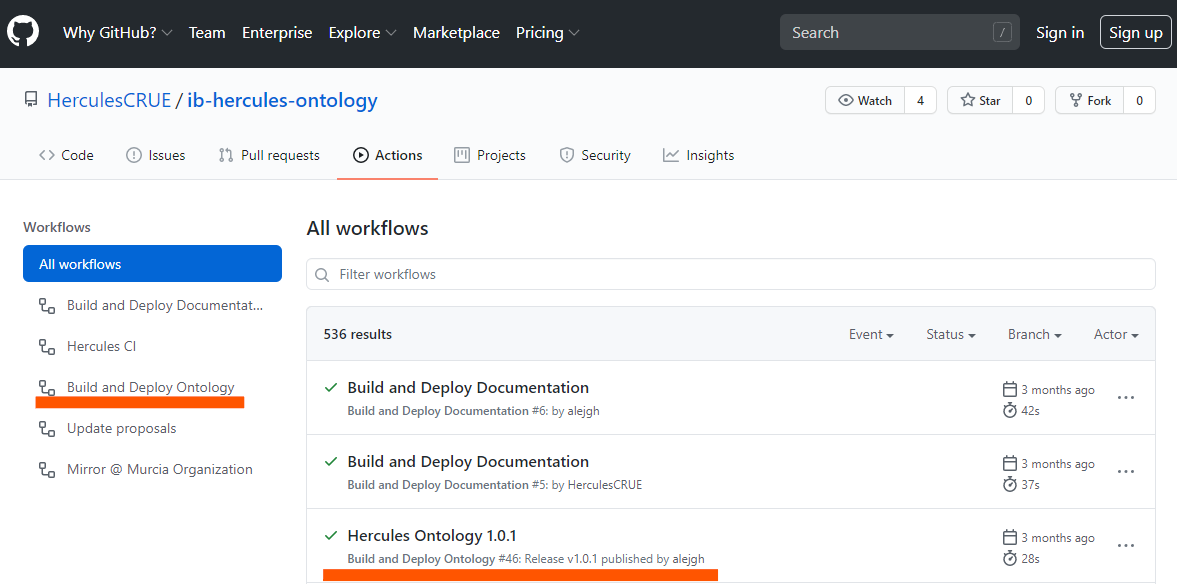 Why GitHub? Team Enterprise Explore Marketplace Pricing Search / Sign in Sign up
HerculesCRUE / ib-hercules-ontology Watch 4 Star 0 Fork 0
Code Issues Pull requests Actions Projects Security Insights
Workflows
All workflows
Build and Deploy Documentat...
Hercules CI
Build and Deploy Ontology
Update proposals
Mirror @ Murcia Organization
All workflows
Filter workflows
536 results Event Status Branch Actor
Build and Deploy Documentation 3 months ago
Build and Deploy Documentation #6: by alejgh 42s
Build and Deploy Documentation 3 months ago
Build and Deploy Documentation #5: by HerculesCRUE 37s
Hercules Ontology 1.0.1 3 months ago
Build and Deploy Ontology #46: Release v1.0.1 published by alejgh 28s